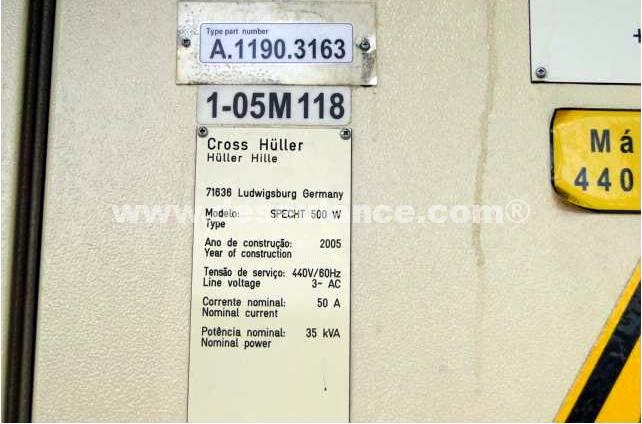 Type part number
A.1190.3163
1-05M118
Cross Hüller
Hüller Hille
71636 Ludwigsburg Germany
Modelo: SPECHT 500 W
Type
Ano de construção: 2005
Year of construction
Tensão de serviço: 440V/60Hz
Line voltage 3~ AC
Corrente nominal: 50 A
Nominal current
Potência nominal: 35 kVA
Nominal power
Má
440